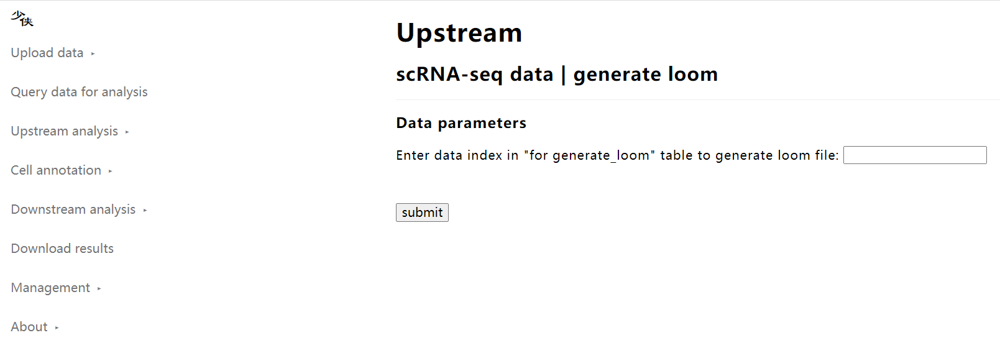 少侠
Upload data ▸
Query data for analysis
Upstream analysis ▸
Cell annotation ▸
Downstream analysis ▸
Download results
Management ▸
About ▸
Upstream
scRNA-seq data | generate loom
Data parameters
Enter data index in "for generate_loom" table to generate loom file:
submit